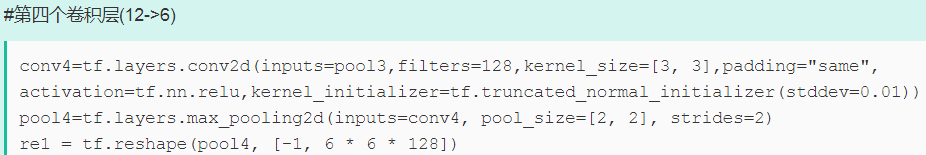 #第四个卷积层(12->6)
conv4=tf.layers.conv2d(inputs=pool3,filters=128,kernel_size=[3, 3],padding="same",
activation=tf.nn.relu,kernel_initializer=tf.truncated_normal_initializer(stddev=0.01))
pool4=tf.layers.max_pooling2d(inputs=conv4, pool_size=[2, 2], strides=2)
re1 = tf.reshape(pool4, [-1, 6 * 6 * 128])